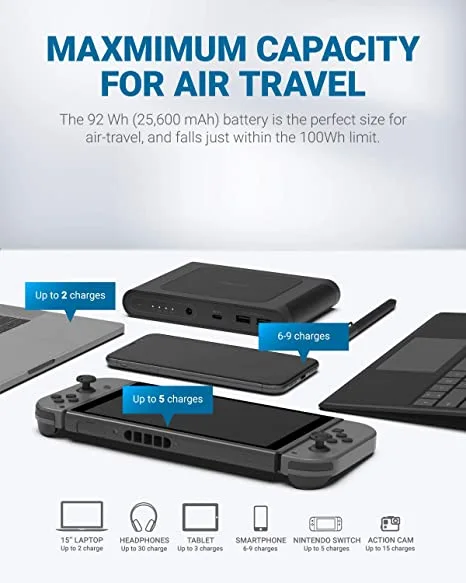 MAXMIMUM CAPACITY
FOR AIR TRAVEL
The 92 Wh (25,600 mAh) battery is the perfect size for
air-travel, and falls just within the 100Wh limit.
Up to 2 charges
6-9 charges
Up to 5 charges
15" LAPTOP
Up to 2 charge
HEADPHONES
Up to 30 charge
TABLET
Up to 3 charges
SMARTPHONE
6-9 charges
NINTENDO SWITCH
Up to 5 charges
ACTION CAM
Up to 15 charges